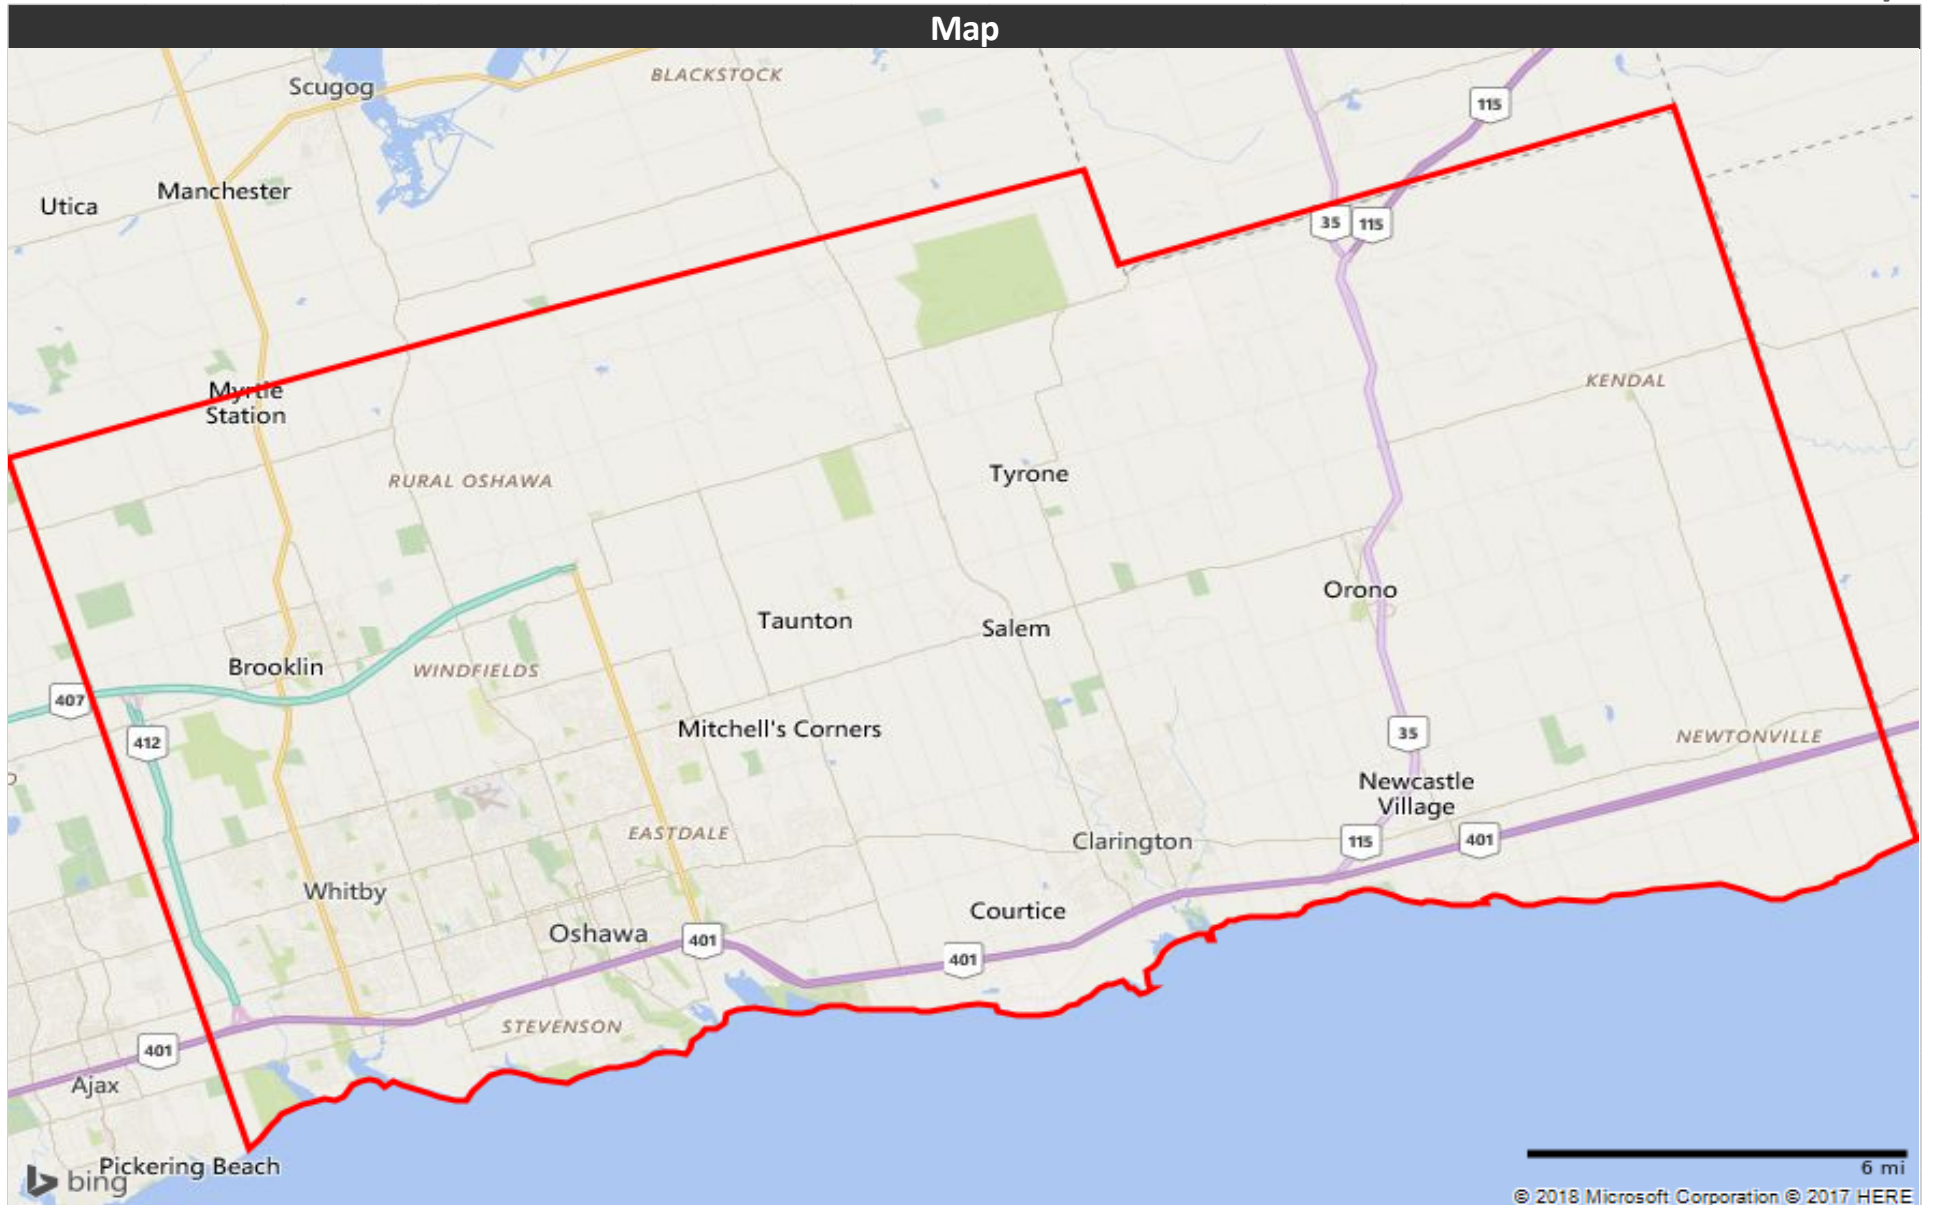 Map
BLACKSTOCK
Scugog
115
Manchester
Utica
35
115
Myrtle
Station
KENDAL
Tyrone
RURAL OSHAWA
Orono
Taunton
Salem
Brooklin
WINDFIELDS
407
Mitchell's Corners
412
35
NEWTONVILLE
Newcastle
Village
EASTDALE
Clarington
115
401
Whitby
Courtice
Oshawa
401
401
STEVENSON
401
Ajax
Pickering Beach
bing
6 mi
© 2018 Microsoft Corporation © 2017 HERE